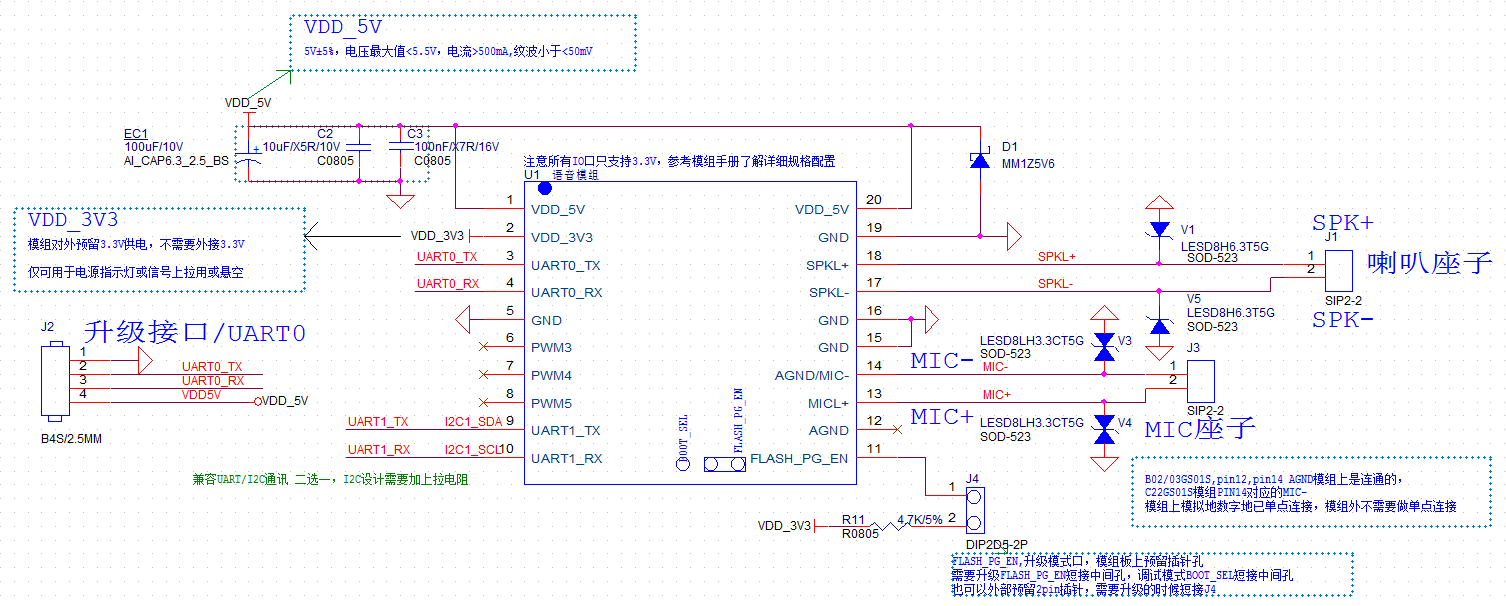 VDD_5V
5V±5%，电压最大值<5.5V，电流>500mA,纹波小于<50mV
VDD_5V
EC1
100uF/10V
AI_CAP6.3_2.5_BS
+
C2
10uF/X5R/10V
C0805
C3
100nF/X7R/16V
C0805
注意所有IO口只支持3.3V，参考模组手册了解详细规格配置
U1 语音模组
D1
MM1Z5V6
VDD_3V3
模组对外预留3.3V供电，不需要外接3.3V
仅可用于电源指示灯或信号上拉用或悬空
VDD_3V3
UART0_TX
UART0_RX
1 VDD_5V
2 VDD_3V3
3 UART0_TX
4 UART0_RX
5 GND
6 PWM3
7 PWM4
8 PWM5
9 UART1_TX
10 UART1_RX
UART1_TX I2C1_SDA
UART1_RX I2C1_SCL
兼容UART/I2C通讯 二选一，I2C设计需要加上拉电阻
BOOT_SEL
FLASH_PG_EN
VDD_5V 20
GND 19
SPKL+ 18
SPKL- 17
GND 16
GND 15
AGND/MIC- 14
MICL+ 13
AGND 12
FLASH_PG_EN 11
SPKL+
SPKL-
V1
LESD8H6.3T5G
SOD-523
V5
LESD8H6.3T5G
SOD-523
SPK+
J1
1
2
喇叭座子
SIP2-2
SPK-
LESD8LH3.3CT5G
SOD-523
V3
MIC-
MIC-
MIC+
MIC+
LESD8LH3.3CT5G
SOD-523
V4
J3
1
2
SIP2-2
MIC座子
J2
升级接口/UART0
1
2
3
4
UART0_TX
UART0_RX
VDD5V
VDD_5V
B4S/2.5MM
B02/03GS01S,pin12,pin14 AGND模组上是连通的，
C22GS01S模组PIN14对应的MIC-
模组上模拟地数字地已单点连接，模组外不需要做单点连接
VDD_3V3
R11
R0805
4.7K/5%
J4
1
2
DIP2D5-2P
FLASH_PG_EN,升级模式口，模组板上预留插针孔
需要升级FLASH_PG_EN短接中间孔，调试模式BOOT_SEL短接中间孔
也可以外部预留2pin插针，需要升级的时候短接J4